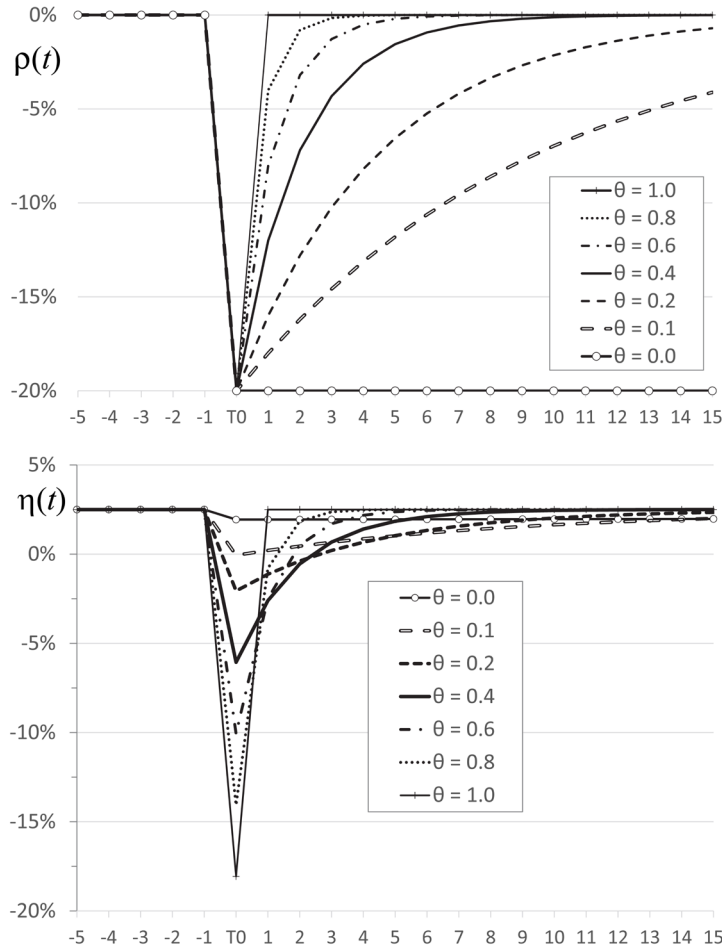 0%
ρ(t)
-5%
-10%
-15%
-20%
θ = 1.0
θ = 0.8
θ = 0.6
θ = 0.4
θ = 0.2
θ = 0.1
θ = 0.0
-5 -4 -3 -2 -1 T0 1 2 3 4 5 6 7 8 9 10 11 12 13 14 15
5%
η(t)
0%
-5%
-10%
-15%
-20%
θ = 0.0
θ = 0.1
θ = 0.2
θ = 0.4
θ = 0.6
θ = 0.8
θ = 1.0
-5 -4 -3 -2 -1 T0 1 2 3 4 5 6 7 8 9 10 11 12 13 14 15